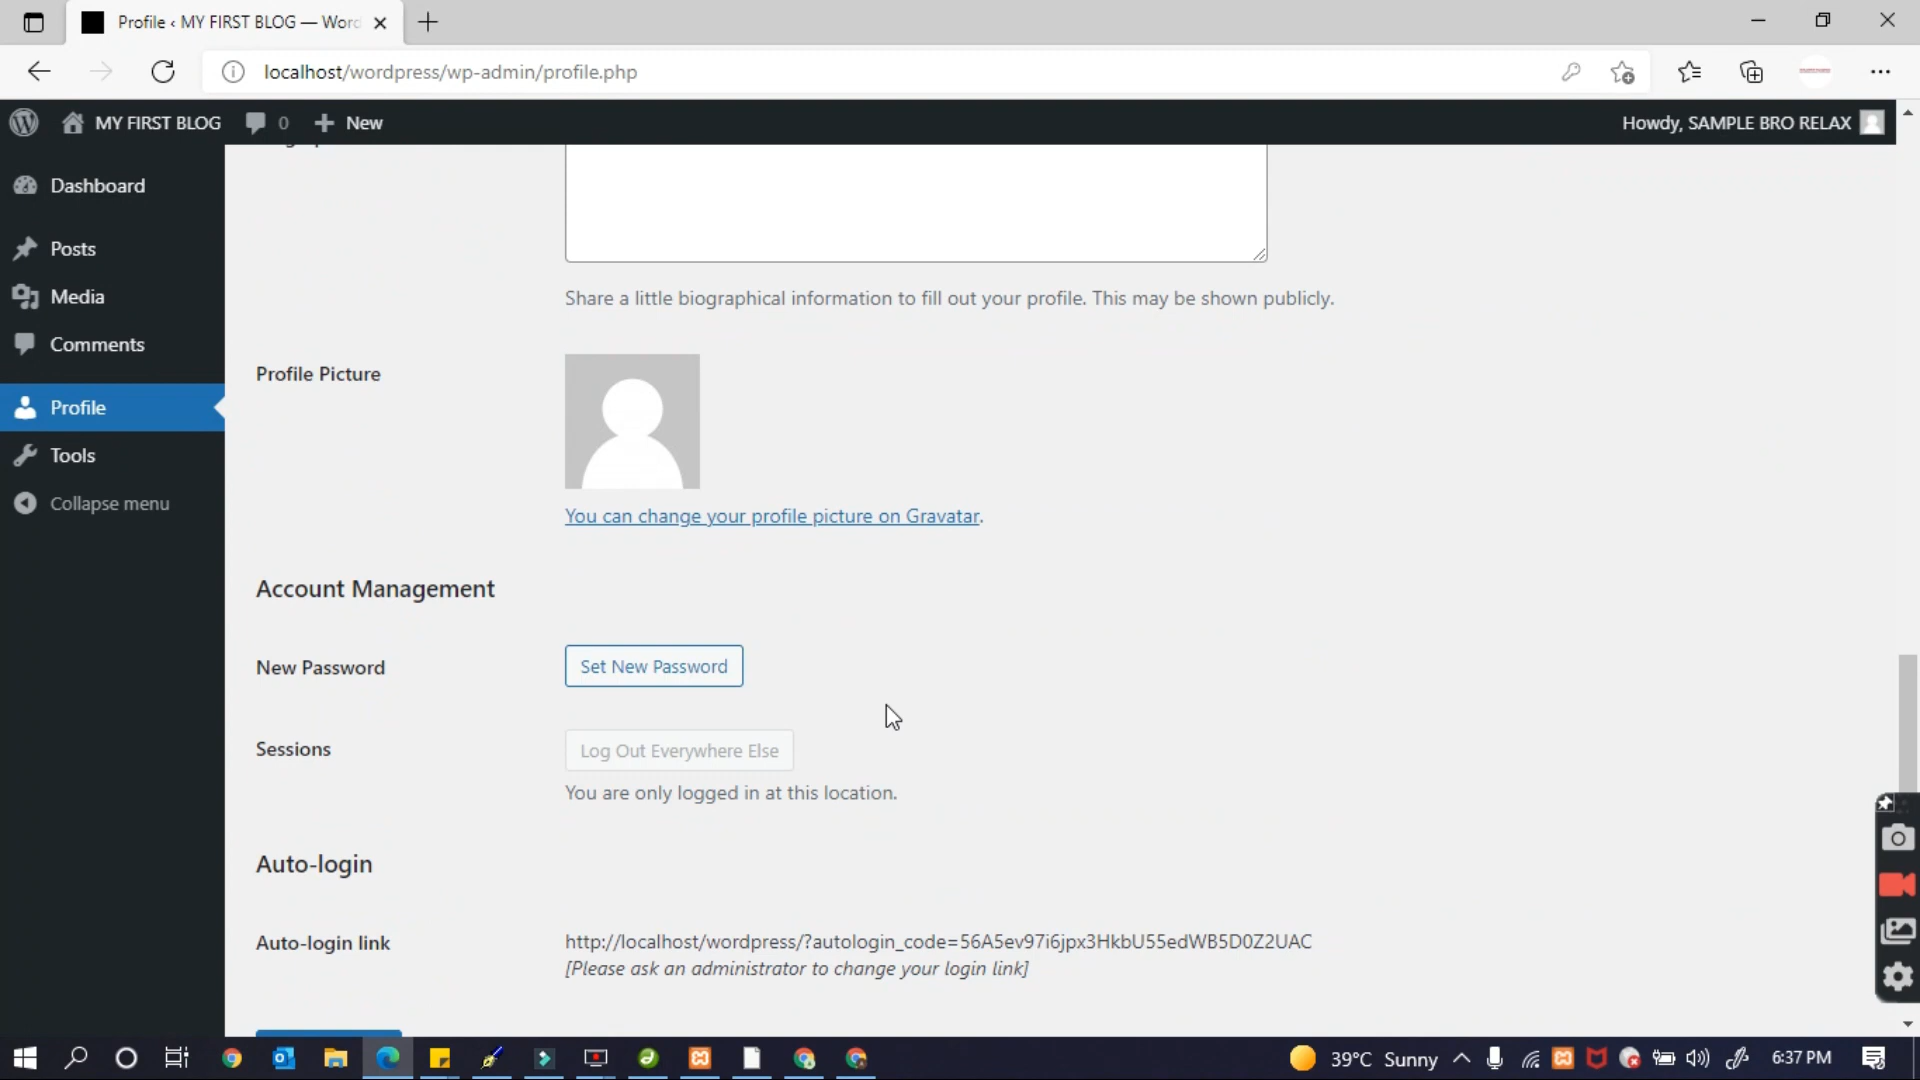 Profile ‹ MY FIRST BLOG — Word
localhost/wordpress/wp-admin/profile.php
MY FIRST BLOG 0 New
Howdy, SAMPLE BRO RELAX
Dashboard
Posts
Media
Comments
Profile
Tools
Collapse menu
Share a little biographical information to fill out your profile. This may be shown publicly.
Profile Picture
You can change your profile picture on Gravatar.
Account Management
New Password
Set New Password
Sessions
Log Out Everywhere Else
You are only logged in at this location.
Auto-login
Auto-login link
http://localhost/wordpress/?autologin_code=56A5ev97i6jpx3HkbU55edWB5D0Z2UAC
[Please ask an administrator to change your login link]
39°C Sunny
6:37 PM